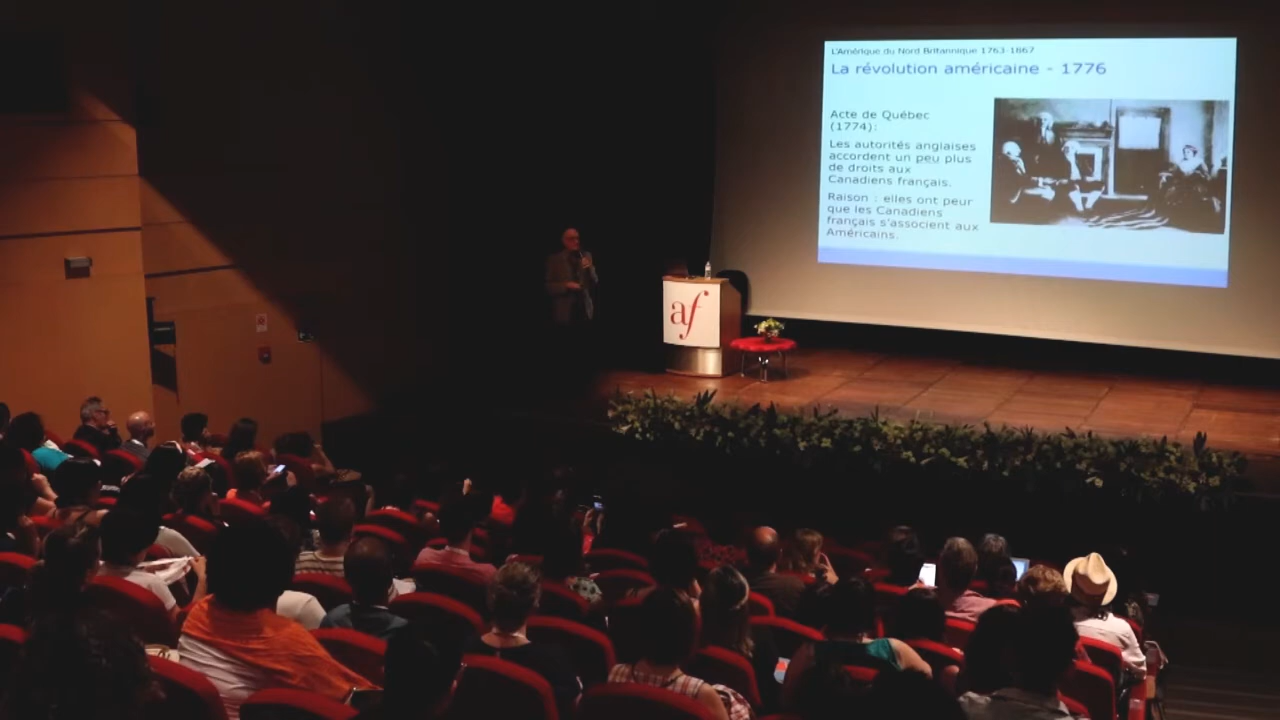 L'Amérique du Nord Britannique 1763-1867
La révolution américaine - 1776
Acte de Québec
(1774):
Les autorités anglaises
accordent un peu plus
de droits aux
Canadiens français.
Raison : elles ont peur
que les Canadiens
français s'associent aux
Américains.
af